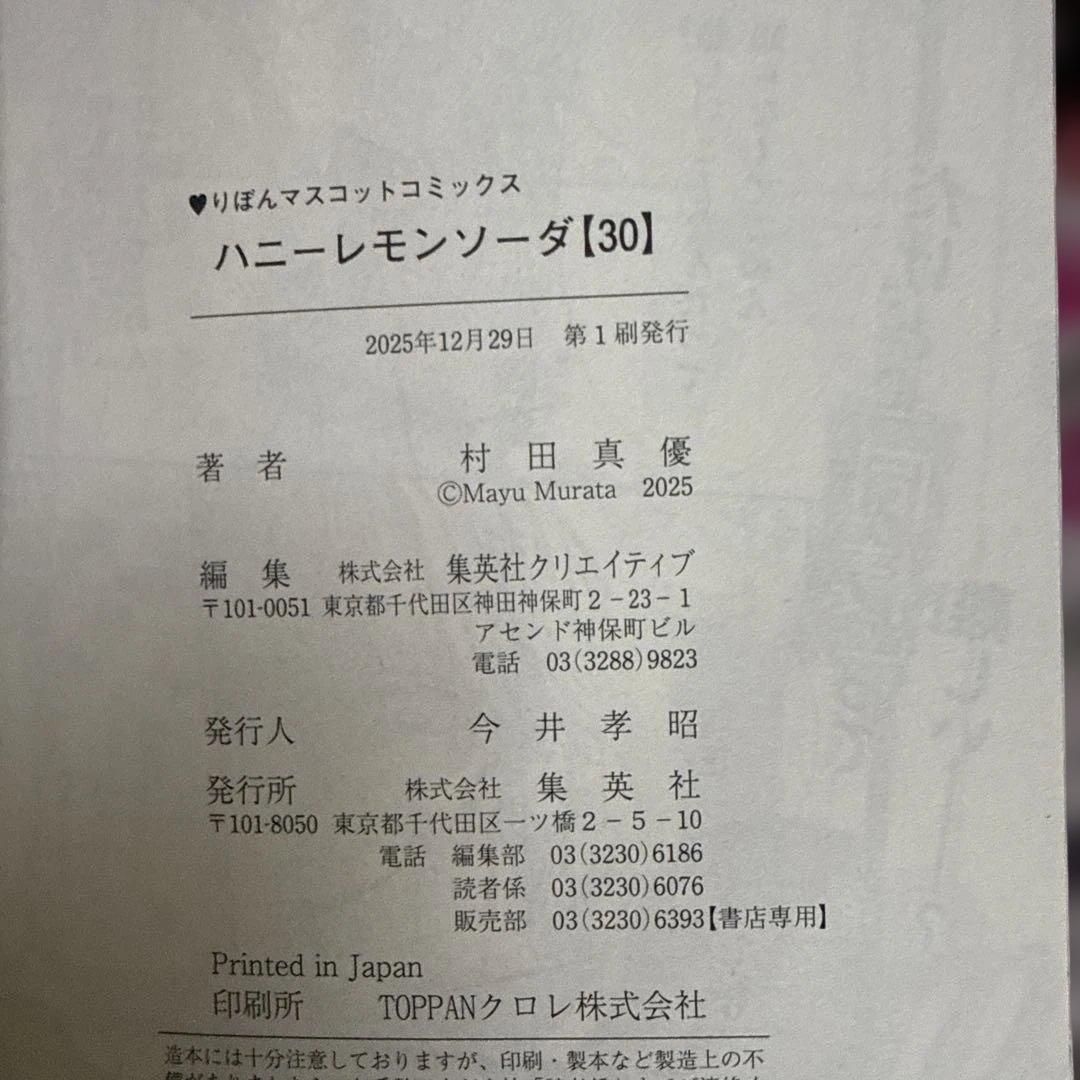 ♥りぼんマスコットコミックス
ハニーレモンソーダ【30】
2025年12月29日　第1刷発行
著者　村田真優
©Mayu Murata 2025
編集　株式会社　集英社クリエイティブ
〒101-0051 東京都千代田区神田神保町2-23-1
アセンド神保町ビル
電話　03(3288)9823
発行人　今井孝昭
発行所　株式会社　集英社
〒101-8050 東京都千代田区一ツ橋2-5-10
電話　編集部　03(3230)6186
読者係　03(3230)6076
販売部　03(3230)6393【書店専用】
Printed in Japan
印刷所　TOPPANクロレ株式会社
造本には十分注意しておりますが、印刷・製本など製造上の不